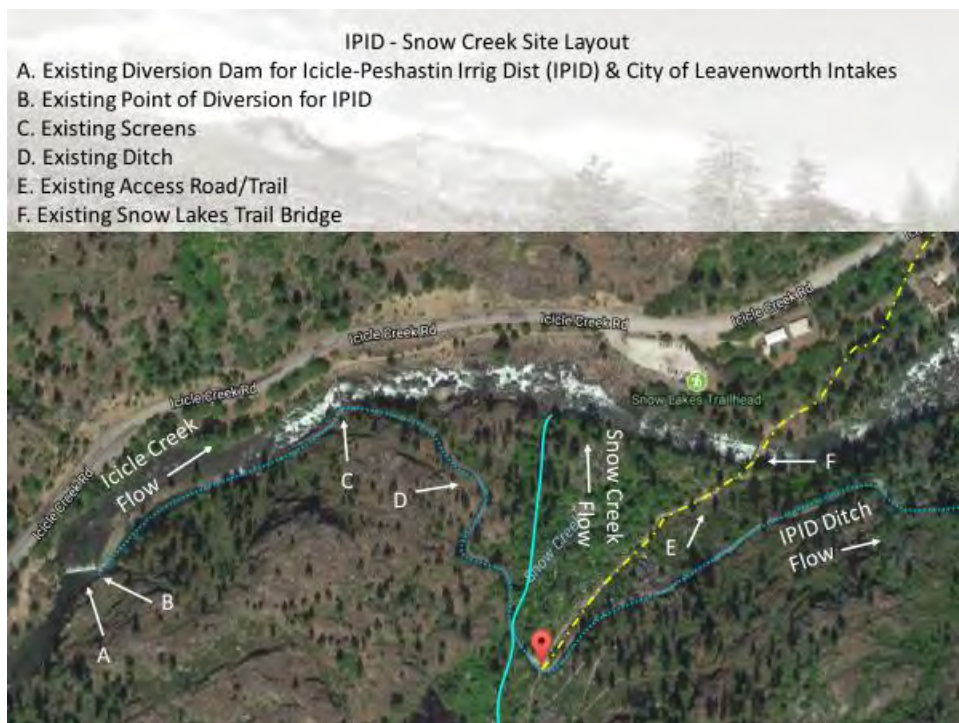 IPID - Snow Creek Site Layout
A. Existing Diversion Dam for Icicle-Peshastin Irrig Dist (IPID) & City of Leavenworth Intakes
B. Existing Point of Diversion for IPID
C. Existing Screens
D. Existing Ditch
E. Existing Access Road/Trail
F. Existing Snow Lakes Trail Bridge
Icicle Creek Rd
Icicle Creek Rd
Icicle Creek Rd
Icicle Creek Rd
Icicle Creek Rd
Snow Lakes Trailhead
Icicle Creek
Flow
Snow Creek
Flow
Snow Creek
IPID Ditch
Flow
A
B
C
D
E
F